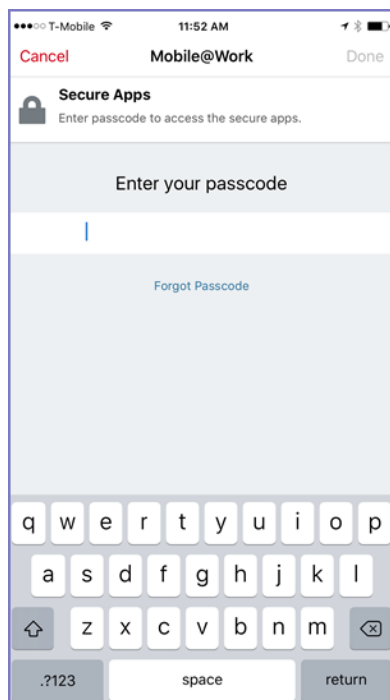 T-Mobile 11:52 AM
Cancel Mobile@Work Done
Secure Apps
Enter passcode to access the secure apps.
Enter your passcode
Forgot Passcode
q w e r t y u i o p
a s d f g h j k l
z x c v b n m
.?123 space return